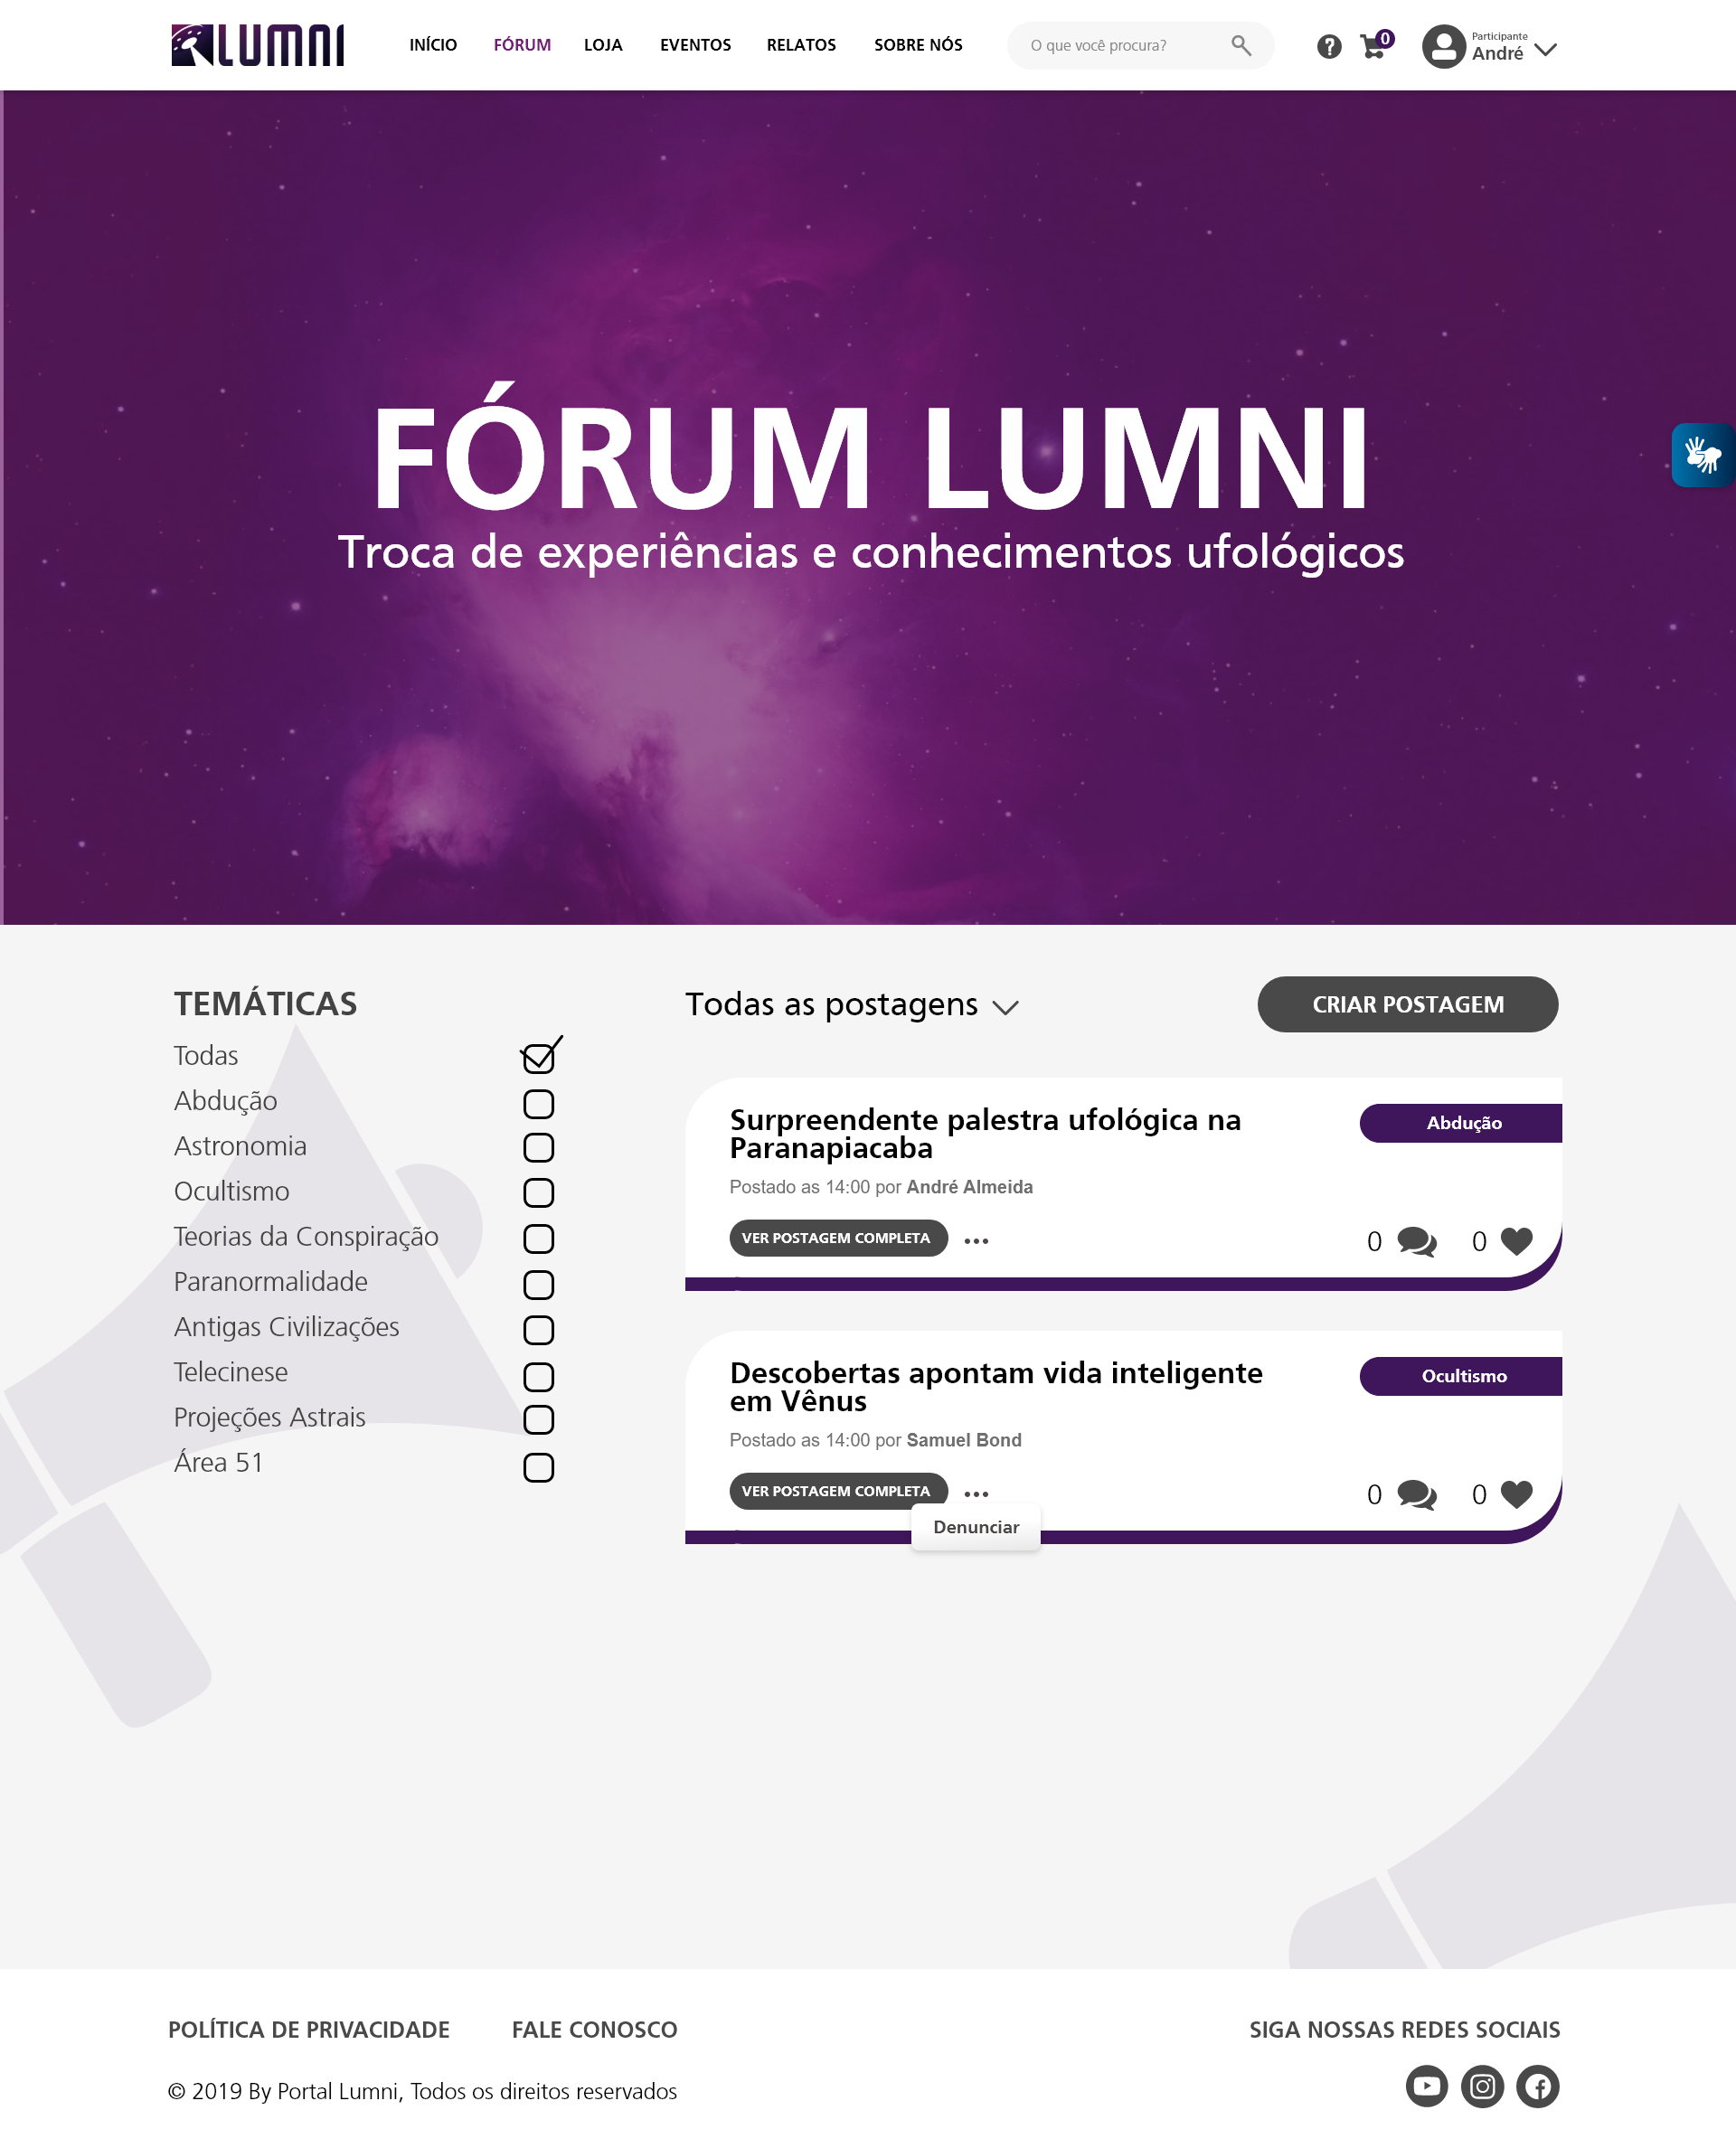 LUMNI
INÍCIO FÓRUM LOJA EVENTOS RELATOS SOBRE NÓS
O que você procura?
0
Participante
André
FÓRUM LUMNI
Troca de experiências e conhecimentos ufológicos
TEMÁTICAS
Todas
Abdução
Astronomia
Ocultismo
Teorias da Conspiração
Paranormalidade
Antigas Civilizações
Telecinese
Projeções Astrais
Área 51
Todas as postagens
CRIAR POSTAGEM
Surpreendente palestra ufológica na
Paranapiacaba
Abdução
Postado as 14:00 por André Almeida
VER POSTAGEM COMPLETA
0 0
Descobertas apontam vida inteligente
em Vênus
Ocultismo
Postado as 14:00 por Samuel Bond
VER POSTAGEM COMPLETA
0 0
Denunciar
POLÍTICA DE PRIVACIDADE FALE CONOSCO
SIGA NOSSAS REDES SOCIAIS
© 2019 By Portal Lumni, Todos os direitos reservados